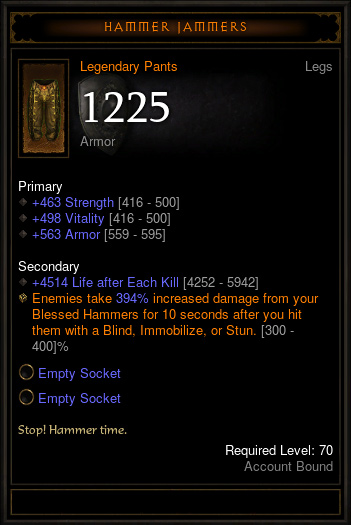 HAMMER JAMMERS
Legendary Pants Legs
1225
Armor
Primary
+463 Strength [416 - 500]
+498 Vitality [416 - 500]
+563 Armor [559 - 595]
Secondary
+4514 Life after Each Kill [4252 - 5942]
Enemies take 394% increased damage from your
Blessed Hammers for 10 seconds after you hit
them with a Blind, Immobilize, or Stun. [300 -
400]%
Empty Socket
Empty Socket
Stop! Hammer time.
Required Level: 70
Account Bound